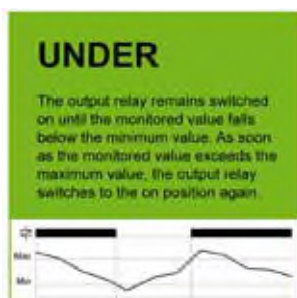 UNDER
The output relay remains switched
on until the monitored value falls
below the minimum value. As soon
as the monitored value exceeds the
maximum value, the output relay
switches to the on position again.
Max
Min